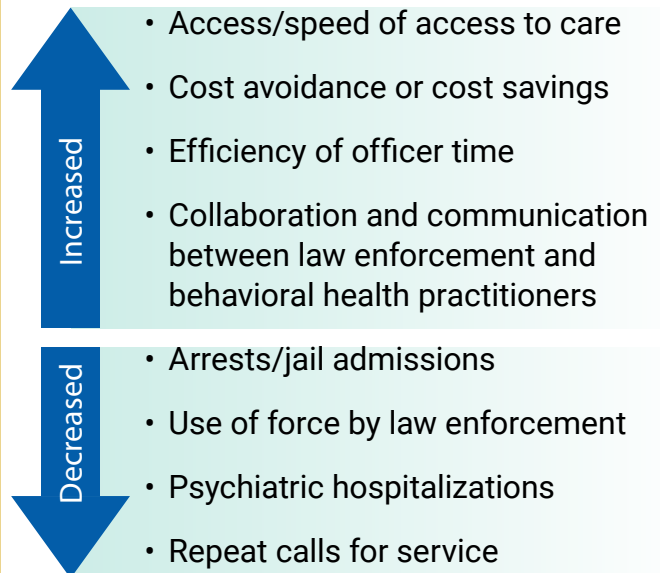 Increased
• Access/speed of access to care
• Cost avoidance or cost savings
• Efficiency of officer time
• Collaboration and communication
between law enforcement and
behavioral health practitioners
Decreased
• Arrests/jail admissions
• Use of force by law enforcement
• Psychiatric hospitalizations
• Repeat calls for service